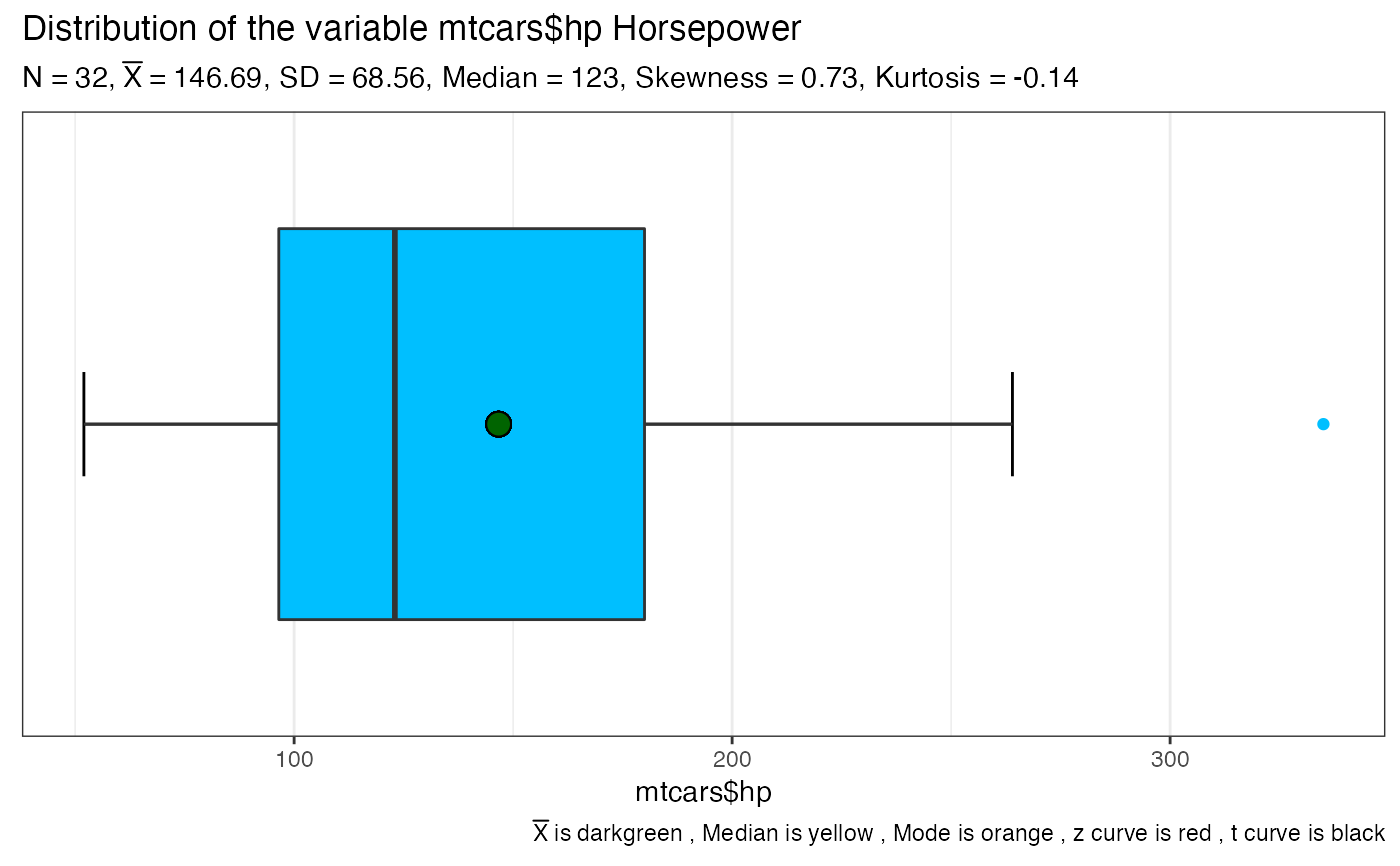 Distribution of the variable mtcars$hp Horsepower
N = 32, X̅ = 146.69, SD = 68.56, Median = 123, Skewness = 0.73, Kurtosis = -0.14
100 200 300
mtcars$hp
X̅ is darkgreen , Median is yellow , Mode is orange , z curve is red , t curve is black